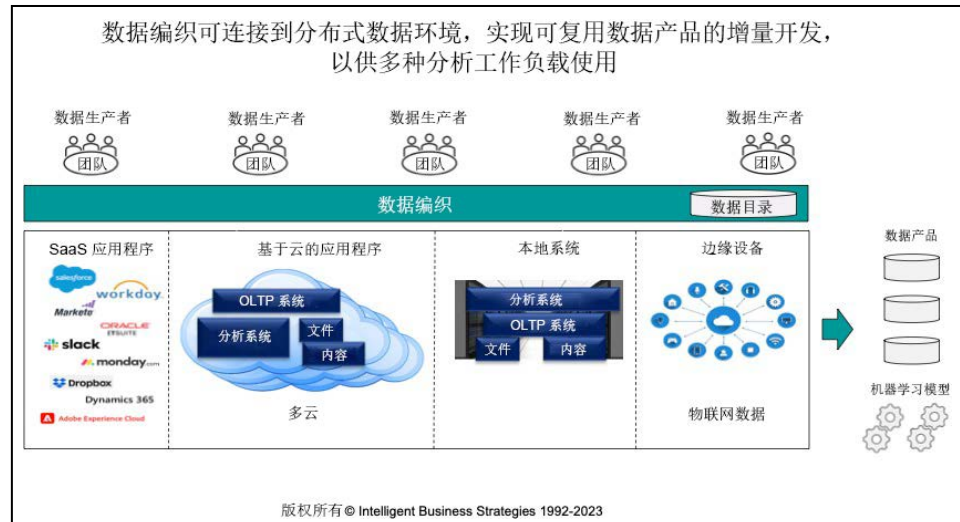 数据编织可连接到分布式数据环境，实现可复用数据产品的增量开发，
以供多种分析工作负载使用
数据生产者
团队
数据生产者
团队
数据生产者
团队
数据生产者
团队
数据生产者
团队
数据编织
数据目录
SaaS 应用程序
salesforce
workday.
Marketo
ORACLE
slack
monday.com
Dropbox
Dynamics 365
Adobe Experience Cloud
基于云的应用程序
OLTP 系统
分析系统
文件
内容
多云
本地系统
分析系统
OLTP 系统
文件
内容
边缘设备
物联网数据
数据产品
机器学习模型
版权所有 © Intelligent Business Strategies 1992-2023